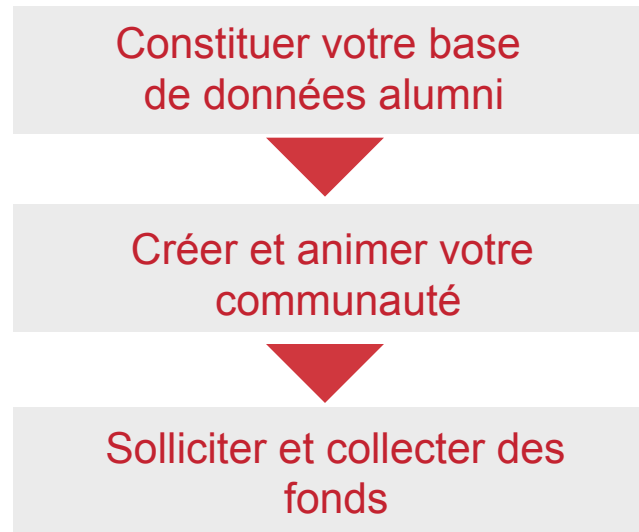 Constituer votre base
de données alumni
Créer et animer votre
communauté
Solliciter et collecter des
fonds